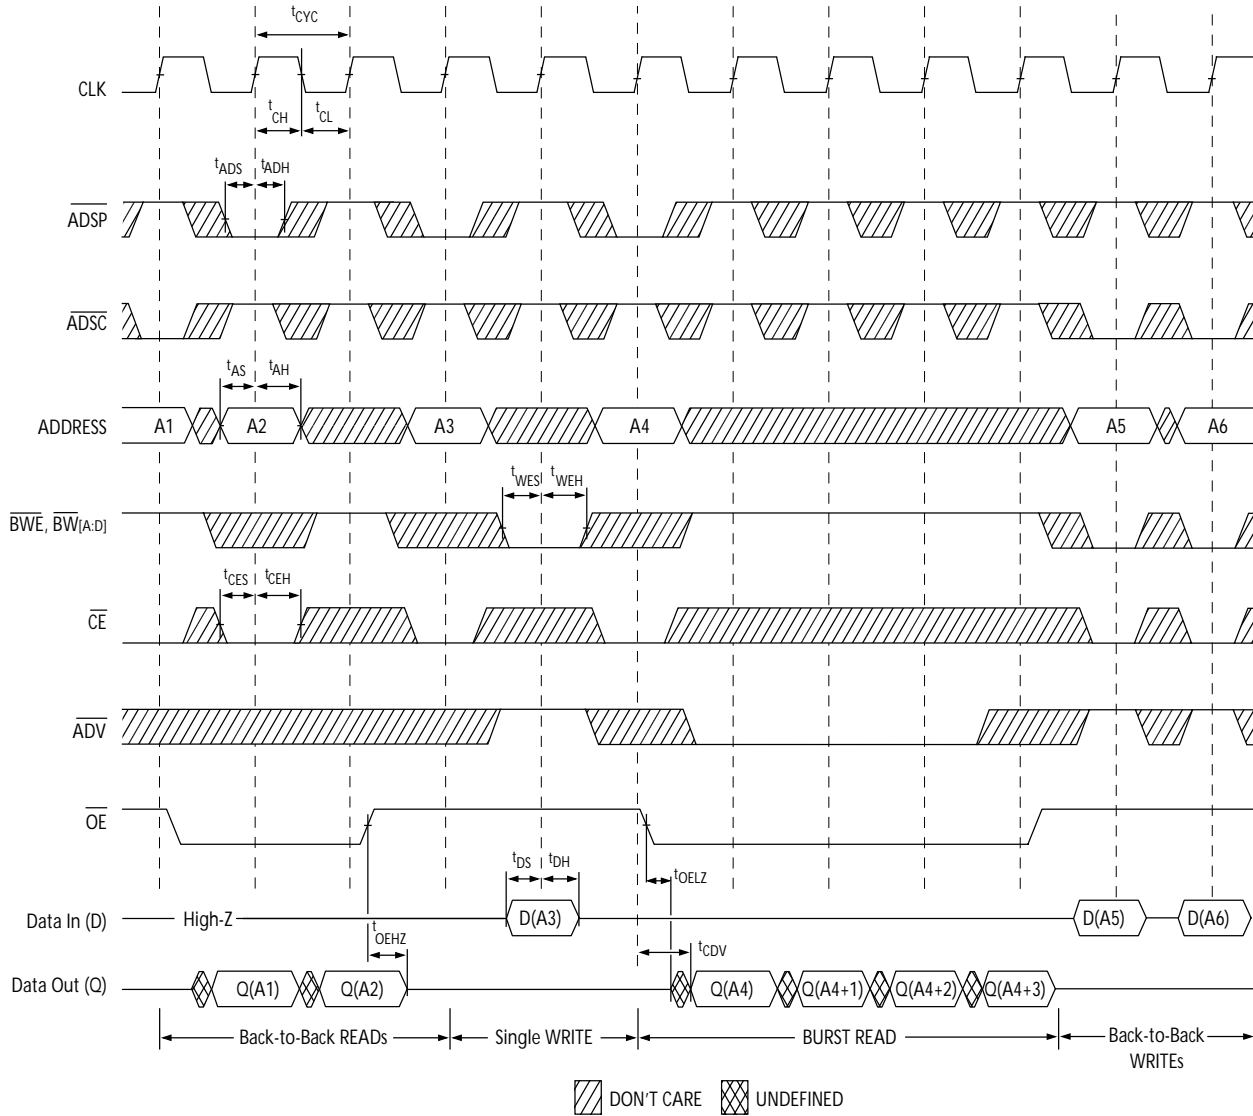 tCYC
CLK
tCH
tCL
tADS
tADH
ADSP
ADSC
tAS
tAH
ADDRESS
A1
A2
A3
A4
A5
A6
tWES
tWEH
BWE, BW[A:D]
tCES
tCEH
CE
ADV
OE
tDS
tDH
tOELZ
Data In (D)
High-Z
D(A3)
D(A5)
D(A6)
tOEHZ
tCDV
Data Out (Q)
Q(A1)
Q(A2)
Q(A4)
Q(A4+1)
Q(A4+2)
Q(A4+3)
Back-to-Back READs
Single WRITE
BURST READ
Back-to-Back
WRITEs
DON'T CARE
UNDEFINED